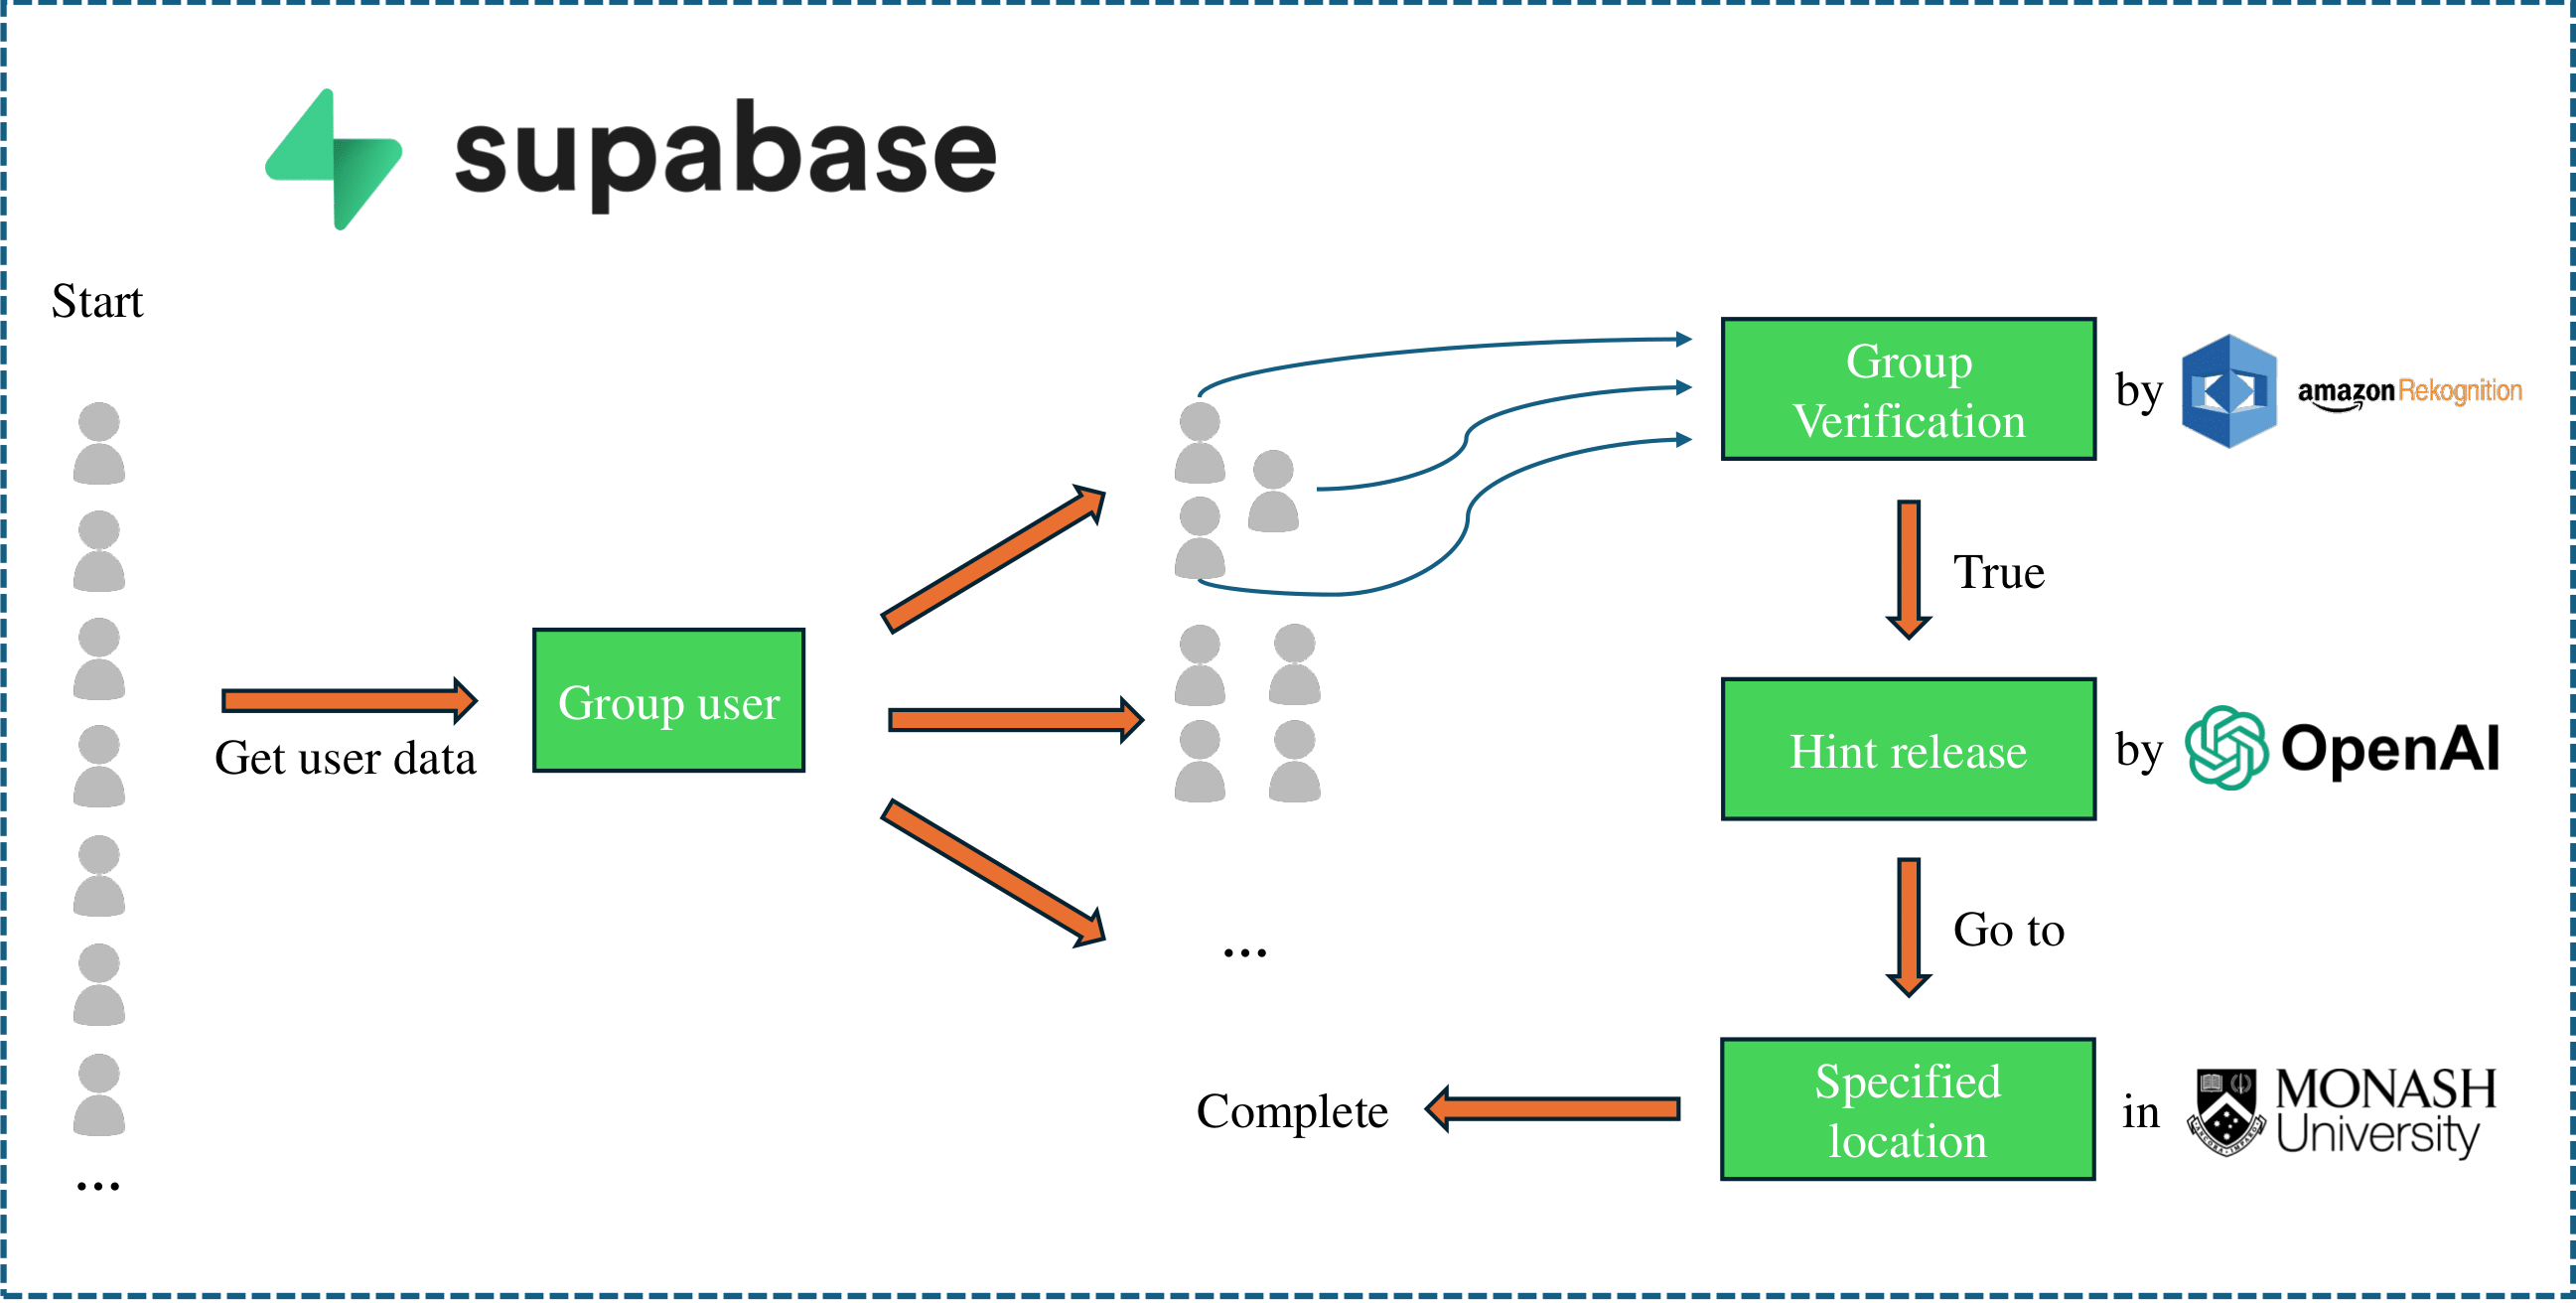 supabase
Start
Get user data
Group user
...
...
Group
Verification
by
amazon Rekognition
True
Hint release
by
OpenAI
Go to
Specified
location
in
MONASH
University
Complete